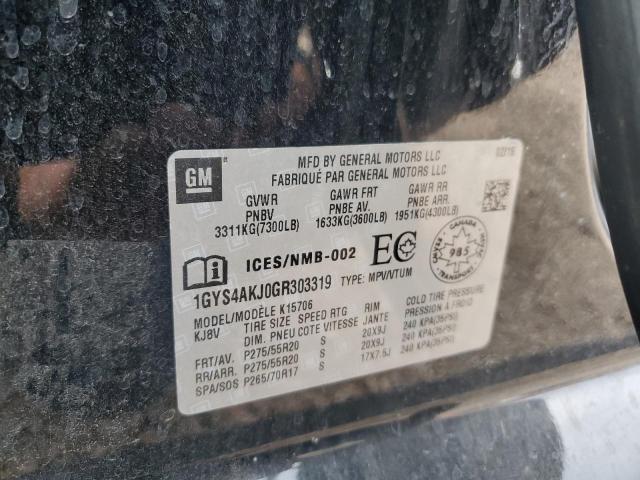 GM
MFD BY GENERAL MOTORS LLC 02/16
FABRIQUÉ PAR GENERAL MOTORS LLC
GVWR GAWR FRT GAWR RR
PNBV PNBE AV. PNBE ARR.
3311KG(7300LB) 1633KG(3600LB) 1951KG(4300LB)
ICES/NMB-002 EC
CANADA
985
1GYS4AKJ0GR303319 TYPE: MPV/VTUM
MODEL/MODÈLE K15706
KJ8V TIRE SIZE SPEED RTG RIM COLD TIRE PRESSURE
DIM. PNEU COTE VITESSE JANTE PRESSION À FROID
FRT/AV. P275/55R20 S 20X9J 240 KPA(35PSI)
RR/ARR. P275/55R20 S 20X9J 240 KPA(35PSI)
SPA/SOS P265/70R17 S 17X7.5J 240 KPA(35PSI)